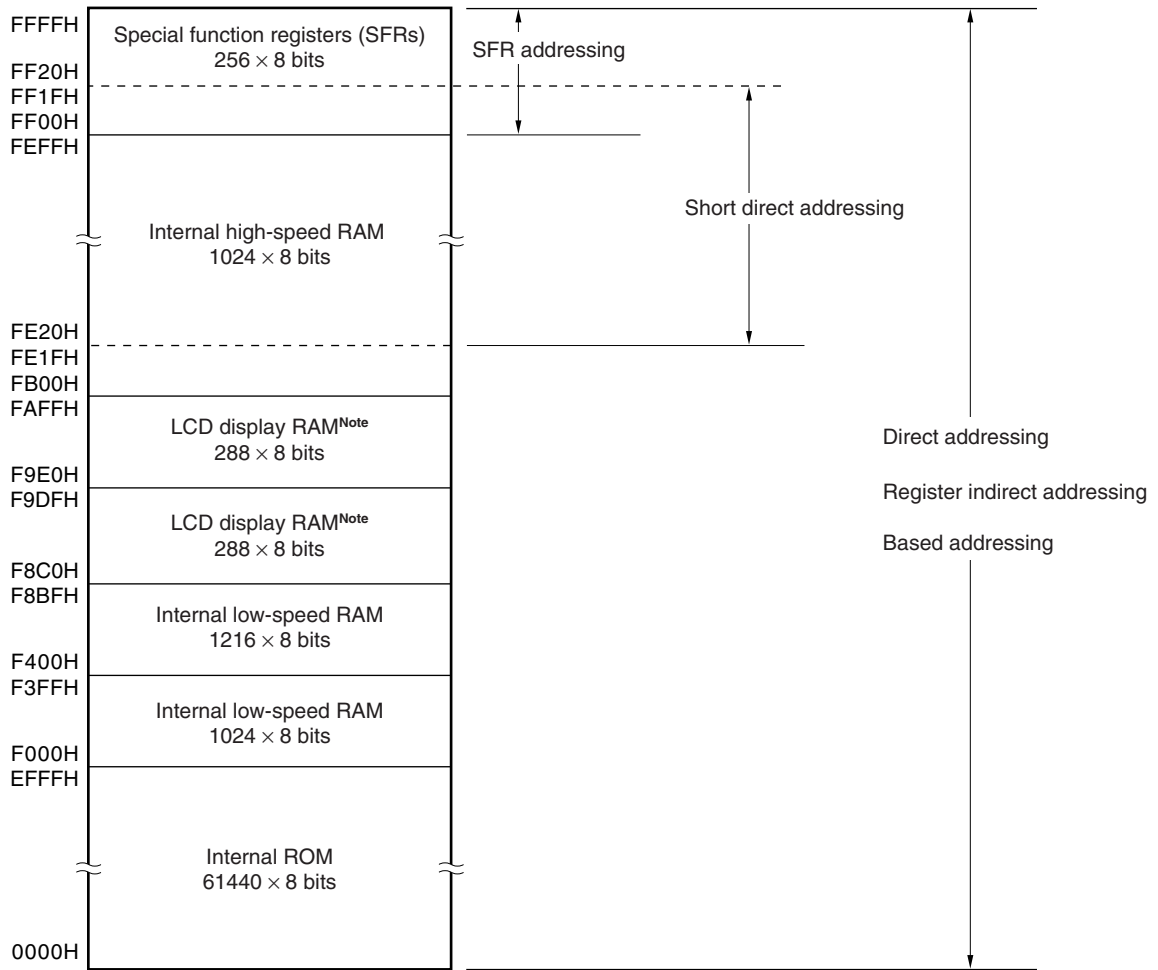 FFFFH
Special function registers (SFRs)
256 × 8 bits
SFR addressing
FF20H
FF1FH
FF00H
FEFFH
Short direct addressing
Internal high-speed RAM
1024 × 8 bits
FE20H
FE1FH
FB00H
FAFFH
LCD display RAMNote
288 × 8 bits
Direct addressing
Register indirect addressing
Based addressing
F9E0H
F9DFH
LCD display RAMNote
288 × 8 bits
F8C0H
F8BFH
Internal low-speed RAM
1216 × 8 bits
F400H
F3FFH
Internal low-speed RAM
1024 × 8 bits
F000H
EFFFH
Internal ROM
61440 × 8 bits
0000H